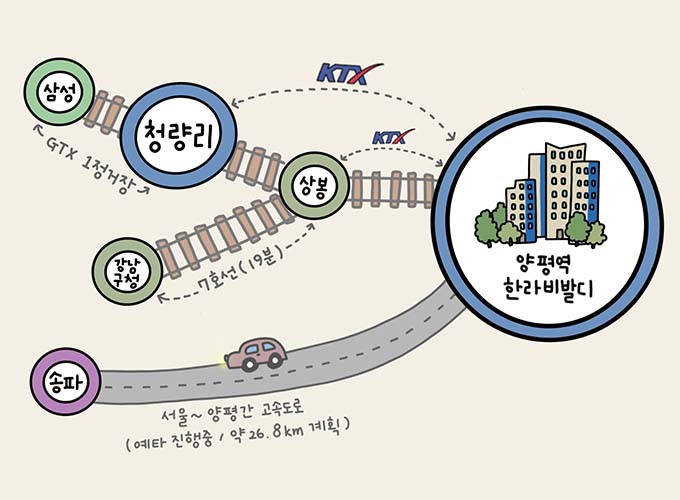 KTX
삼성
청량리
KTX
GTX 1정거장
상봉
강남
구청
7호선(19분)
양평역
한라비발디
송파
서울~양평간 고속도로
(예타 진행중 / 약26.8km 계획)